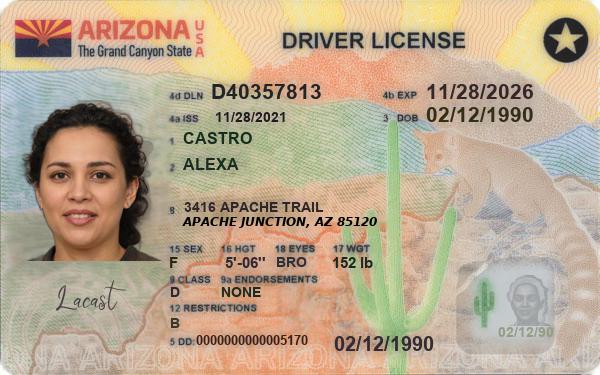 ARIZONA USA
The Grand Canyon State
DRIVER LICENSE
4d DLN D40357813
4b EXP 11/28/2026
4a ISS 11/28/2021
3 DOB 02/12/1990
1 CASTRO
2 ALEXA
8 3416 APACHE TRAIL
APACHE JUNCTION, AZ 85120
15 SEX F
16 HGT 5'-06"
18 EYES BRO
17 WGT 152 lb
9 CLASS D
9a ENDORSEMENTS NONE
12 RESTRICTIONS
B
5 DD: 0000000000005170
02/12/1990
02/12/90
Lacast
ARIZONA ARIZONA ARIZONA